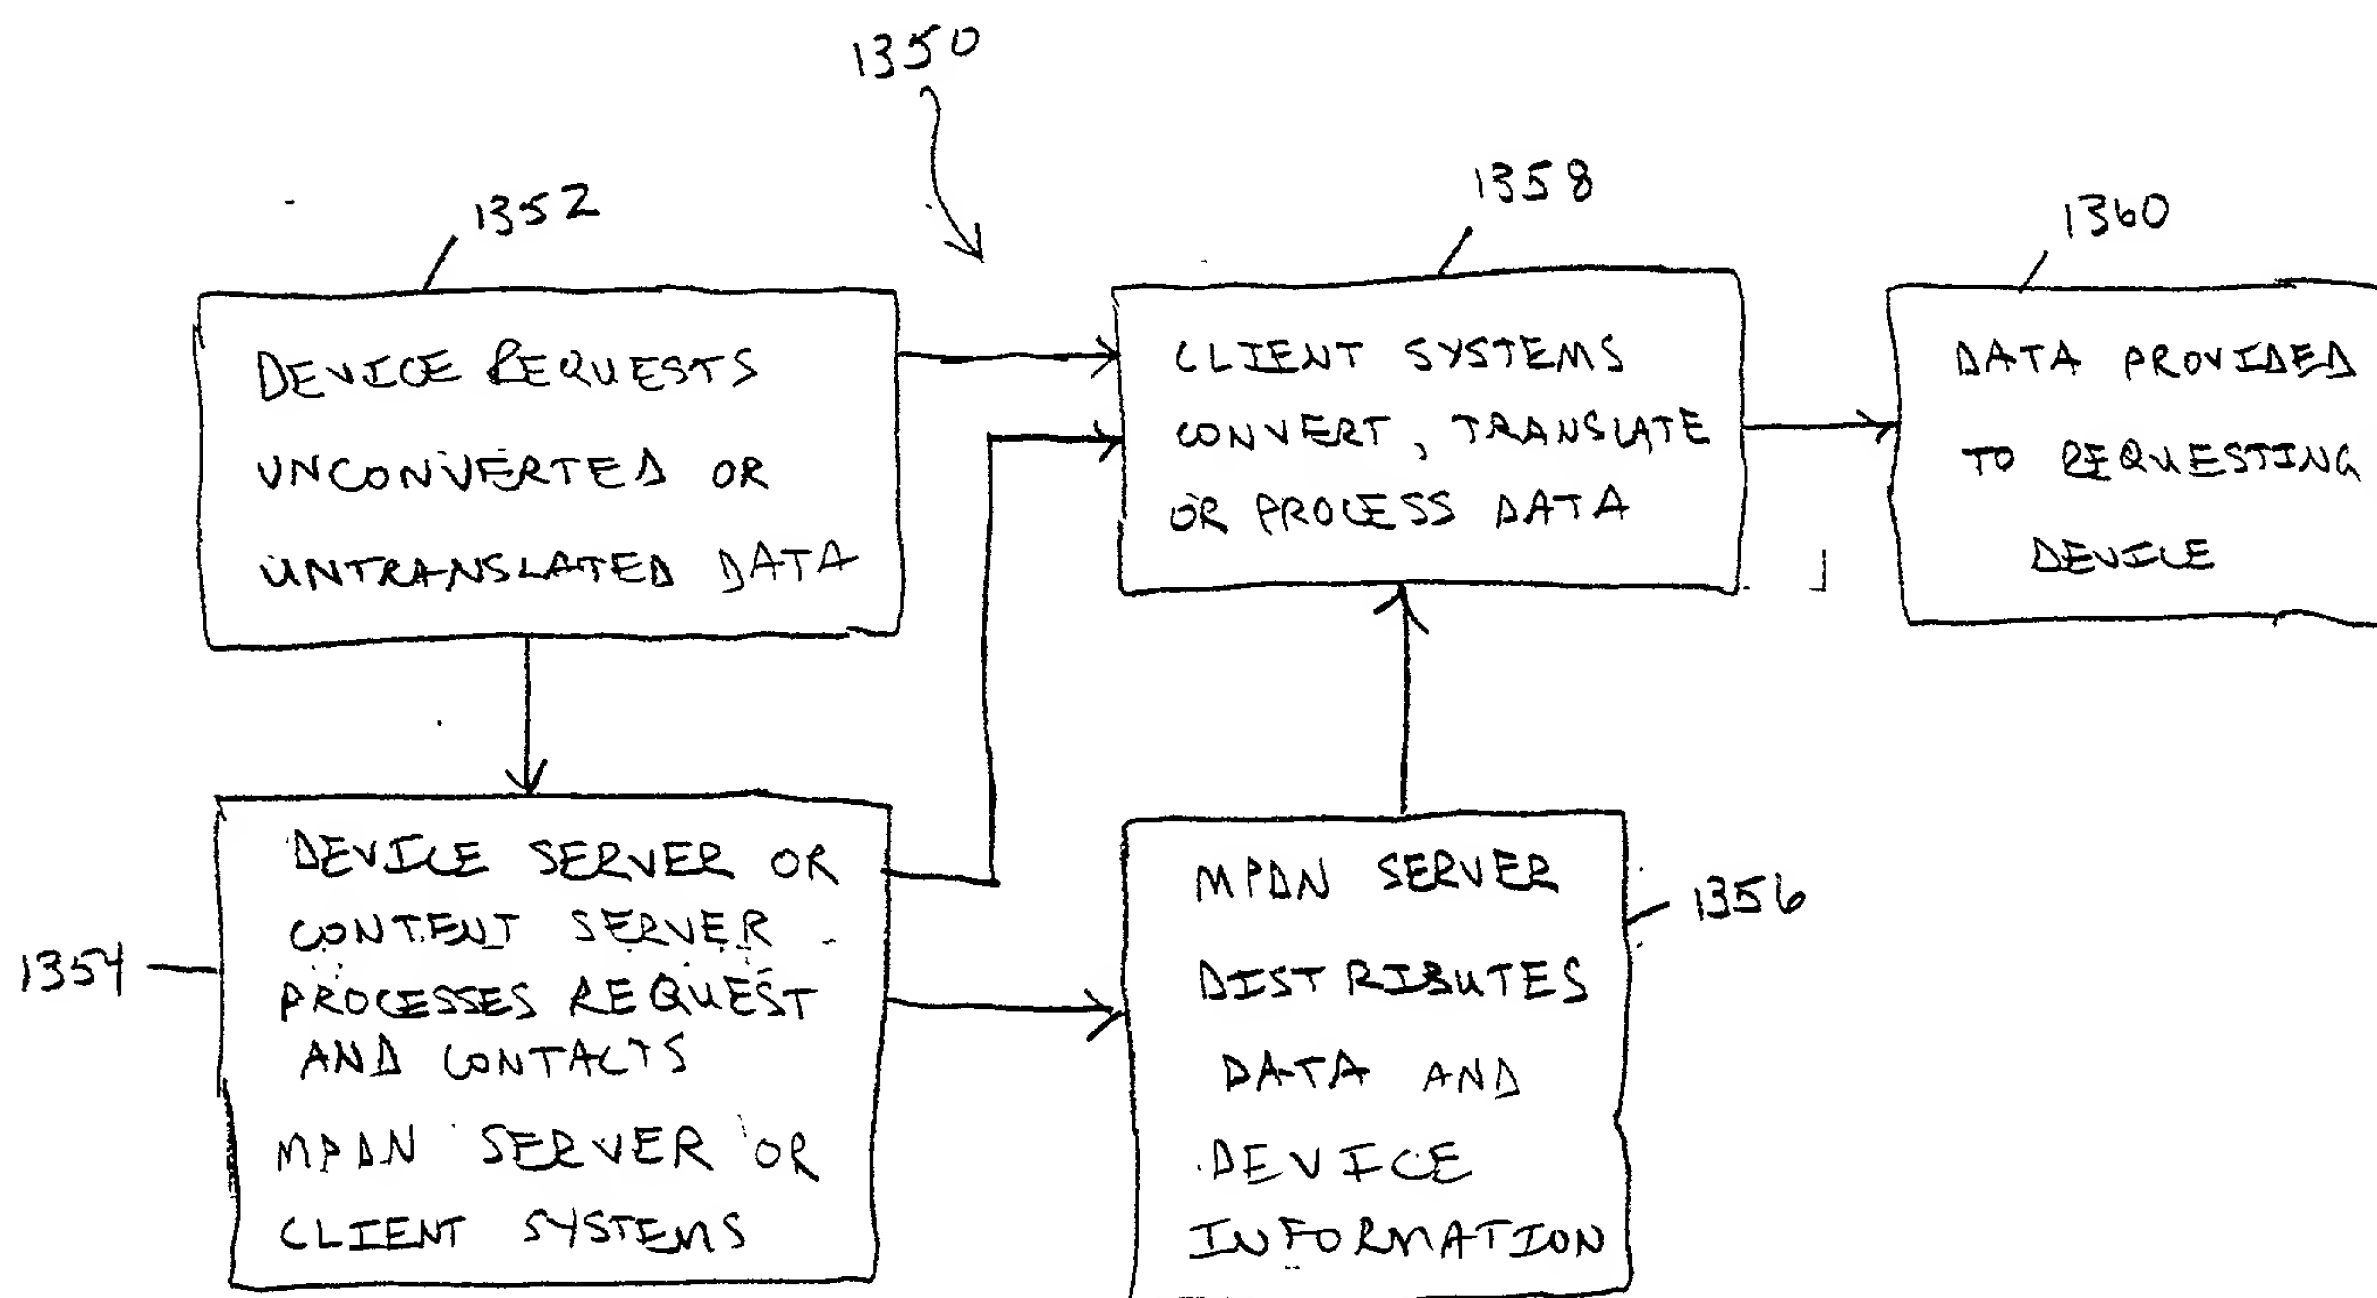 1350
1352
DEVICE REQUESTS
UNCONVERTED OR
UNTRANSLATED DATA
1358
CLIENT SYSTEMS
CONVERT, TRANSLATE
OR PROCESS DATA
1360
DATA PROVIDED
TO REQUESTING
DEVICE
1354
DEVICE SERVER OR
CONTENT SERVER
PROCESSES REQUEST
AND CONTACTS
MPDN SERVER OR
CLIENT SYSTEMS
1356
MPDN SERVER
DISTRIBUTES
DATA AND
DEVICE
INFORMATION